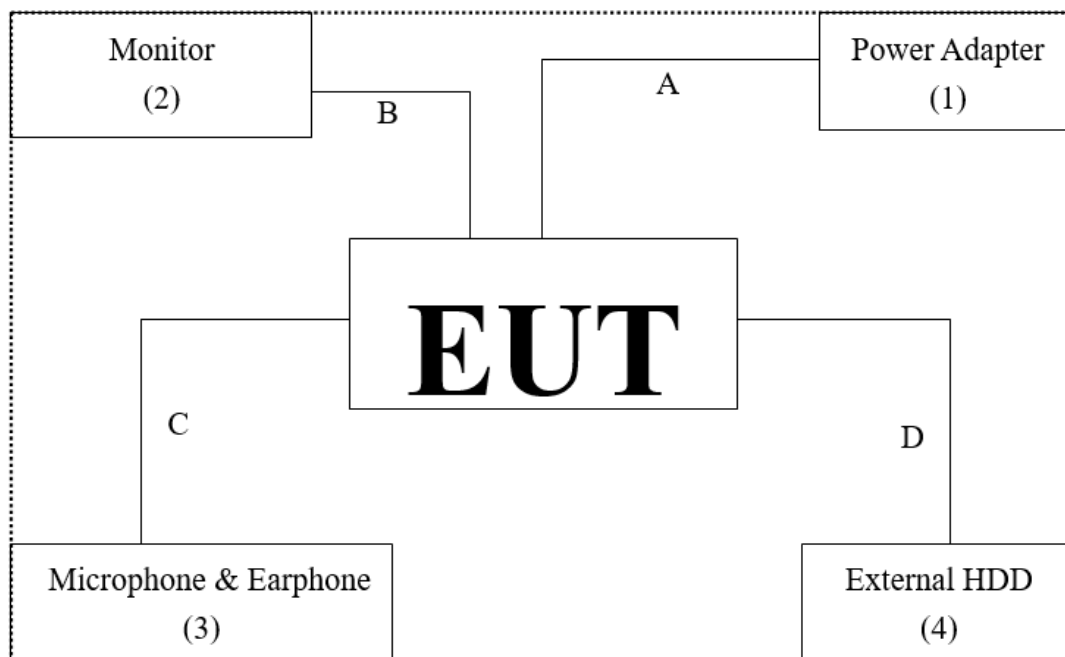 Monitor
(2)
Power Adapter
(1)
A
B
EUT
C
D
Microphone & Earphone
(3)
External HDD
(4)